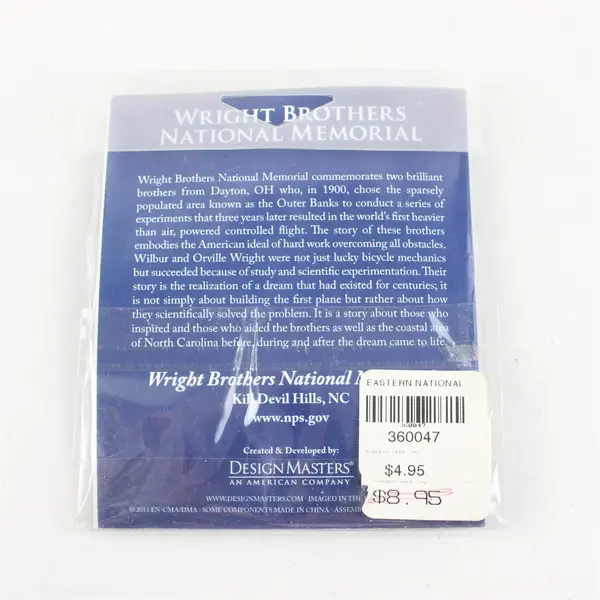 WRIGHT BROTHERS
NATIONAL MEMORIAL
Wright Brothers National Memorial commemorates two brilliant
brothers from Dayton, OH who, in 1900, chose the sparsely
populated area known as the Outer Banks to conduct a series of
experiments that three years later resulted in the world's first heavier
than air, powered controlled flight. The story of these brothers
embodies the American ideal of hard work overcoming all obstacles.
Wilbur and Orville Wright were not just lucky bicycle mechanics
but succeeded because of study and scientific experimentation. Their
story is the realization of a dream that had existed for centuries; it
is not simply about building the first plane but rather about how
they scientifically solved the problem. It is a story about those who
inspired and those who aided the brothers as well as the coastal area
of North Carolina before, during and after the dream came to life.
Wright Brothers National
Kill Devil Hills, NC
www.nps.gov
Created & Developed by:
DESIGNMASTERS®
AN AMERICAN COMPANY
WWW.DESIGNMASTERS.COM · IMAGED IN THE
© 2013 EN-CMA/DMA · SOME COMPONENTS MADE IN CHINA ·
EASTERN NATIONAL
360047
360047
$4.95
$8.95